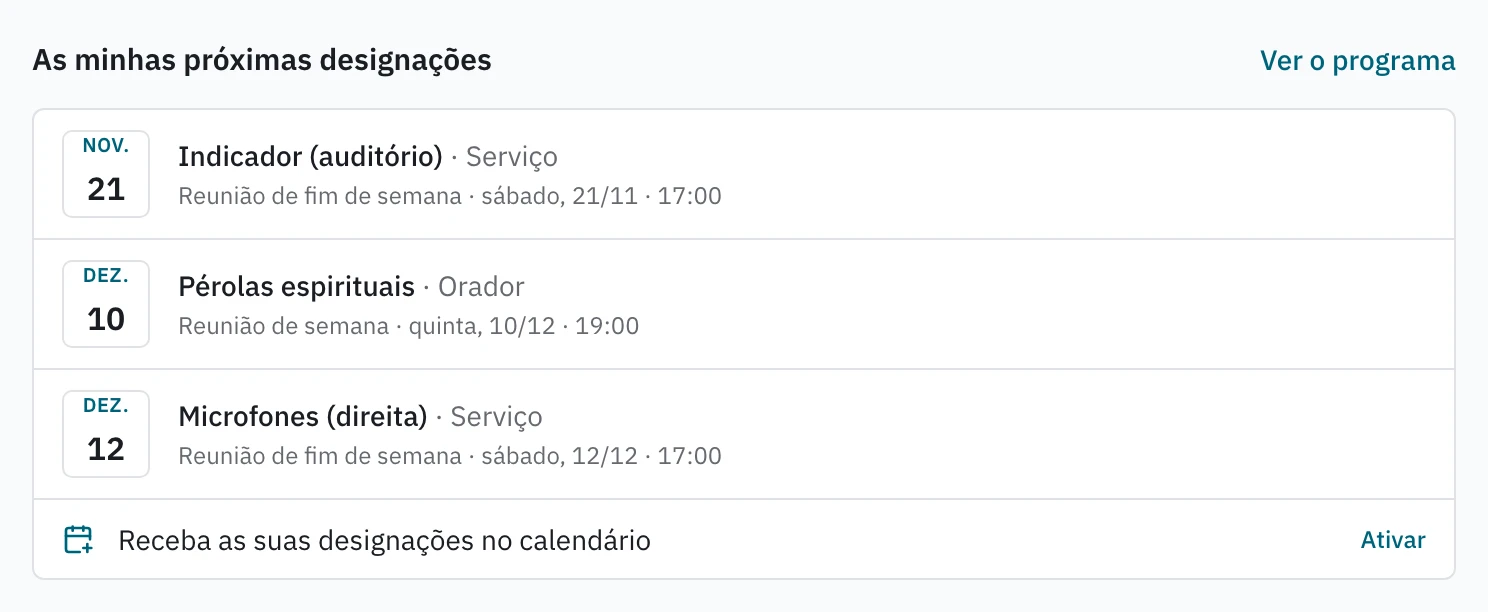 As minhas próximas designações
Ver o programa
NOV.
21
Indicador (auditório) · Serviço
Reunião de fim de semana · sábado, 21/11 · 17:00
DEZ.
10
Pérolas espirituais · Orador
Reunião de semana · quinta, 10/12 · 19:00
DEZ.
12
Microfones (direita) · Serviço
Reunião de fim de semana · sábado, 12/12 · 17:00
Receba as suas designações no calendário
Ativar